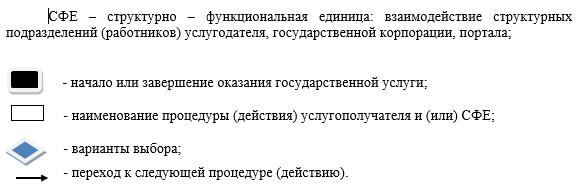 СФЕ – структурно – функциональная единица: взаимодействие структурных
подразделений (работников) услугодателя, государственной корпорации, портала;
- начало или завершение оказания государственной услуги;
- наименование процедуры (действия) услугополучателя и (или) СФЕ;
- варианты выбора;
- переход к следующей процедуре (действию).